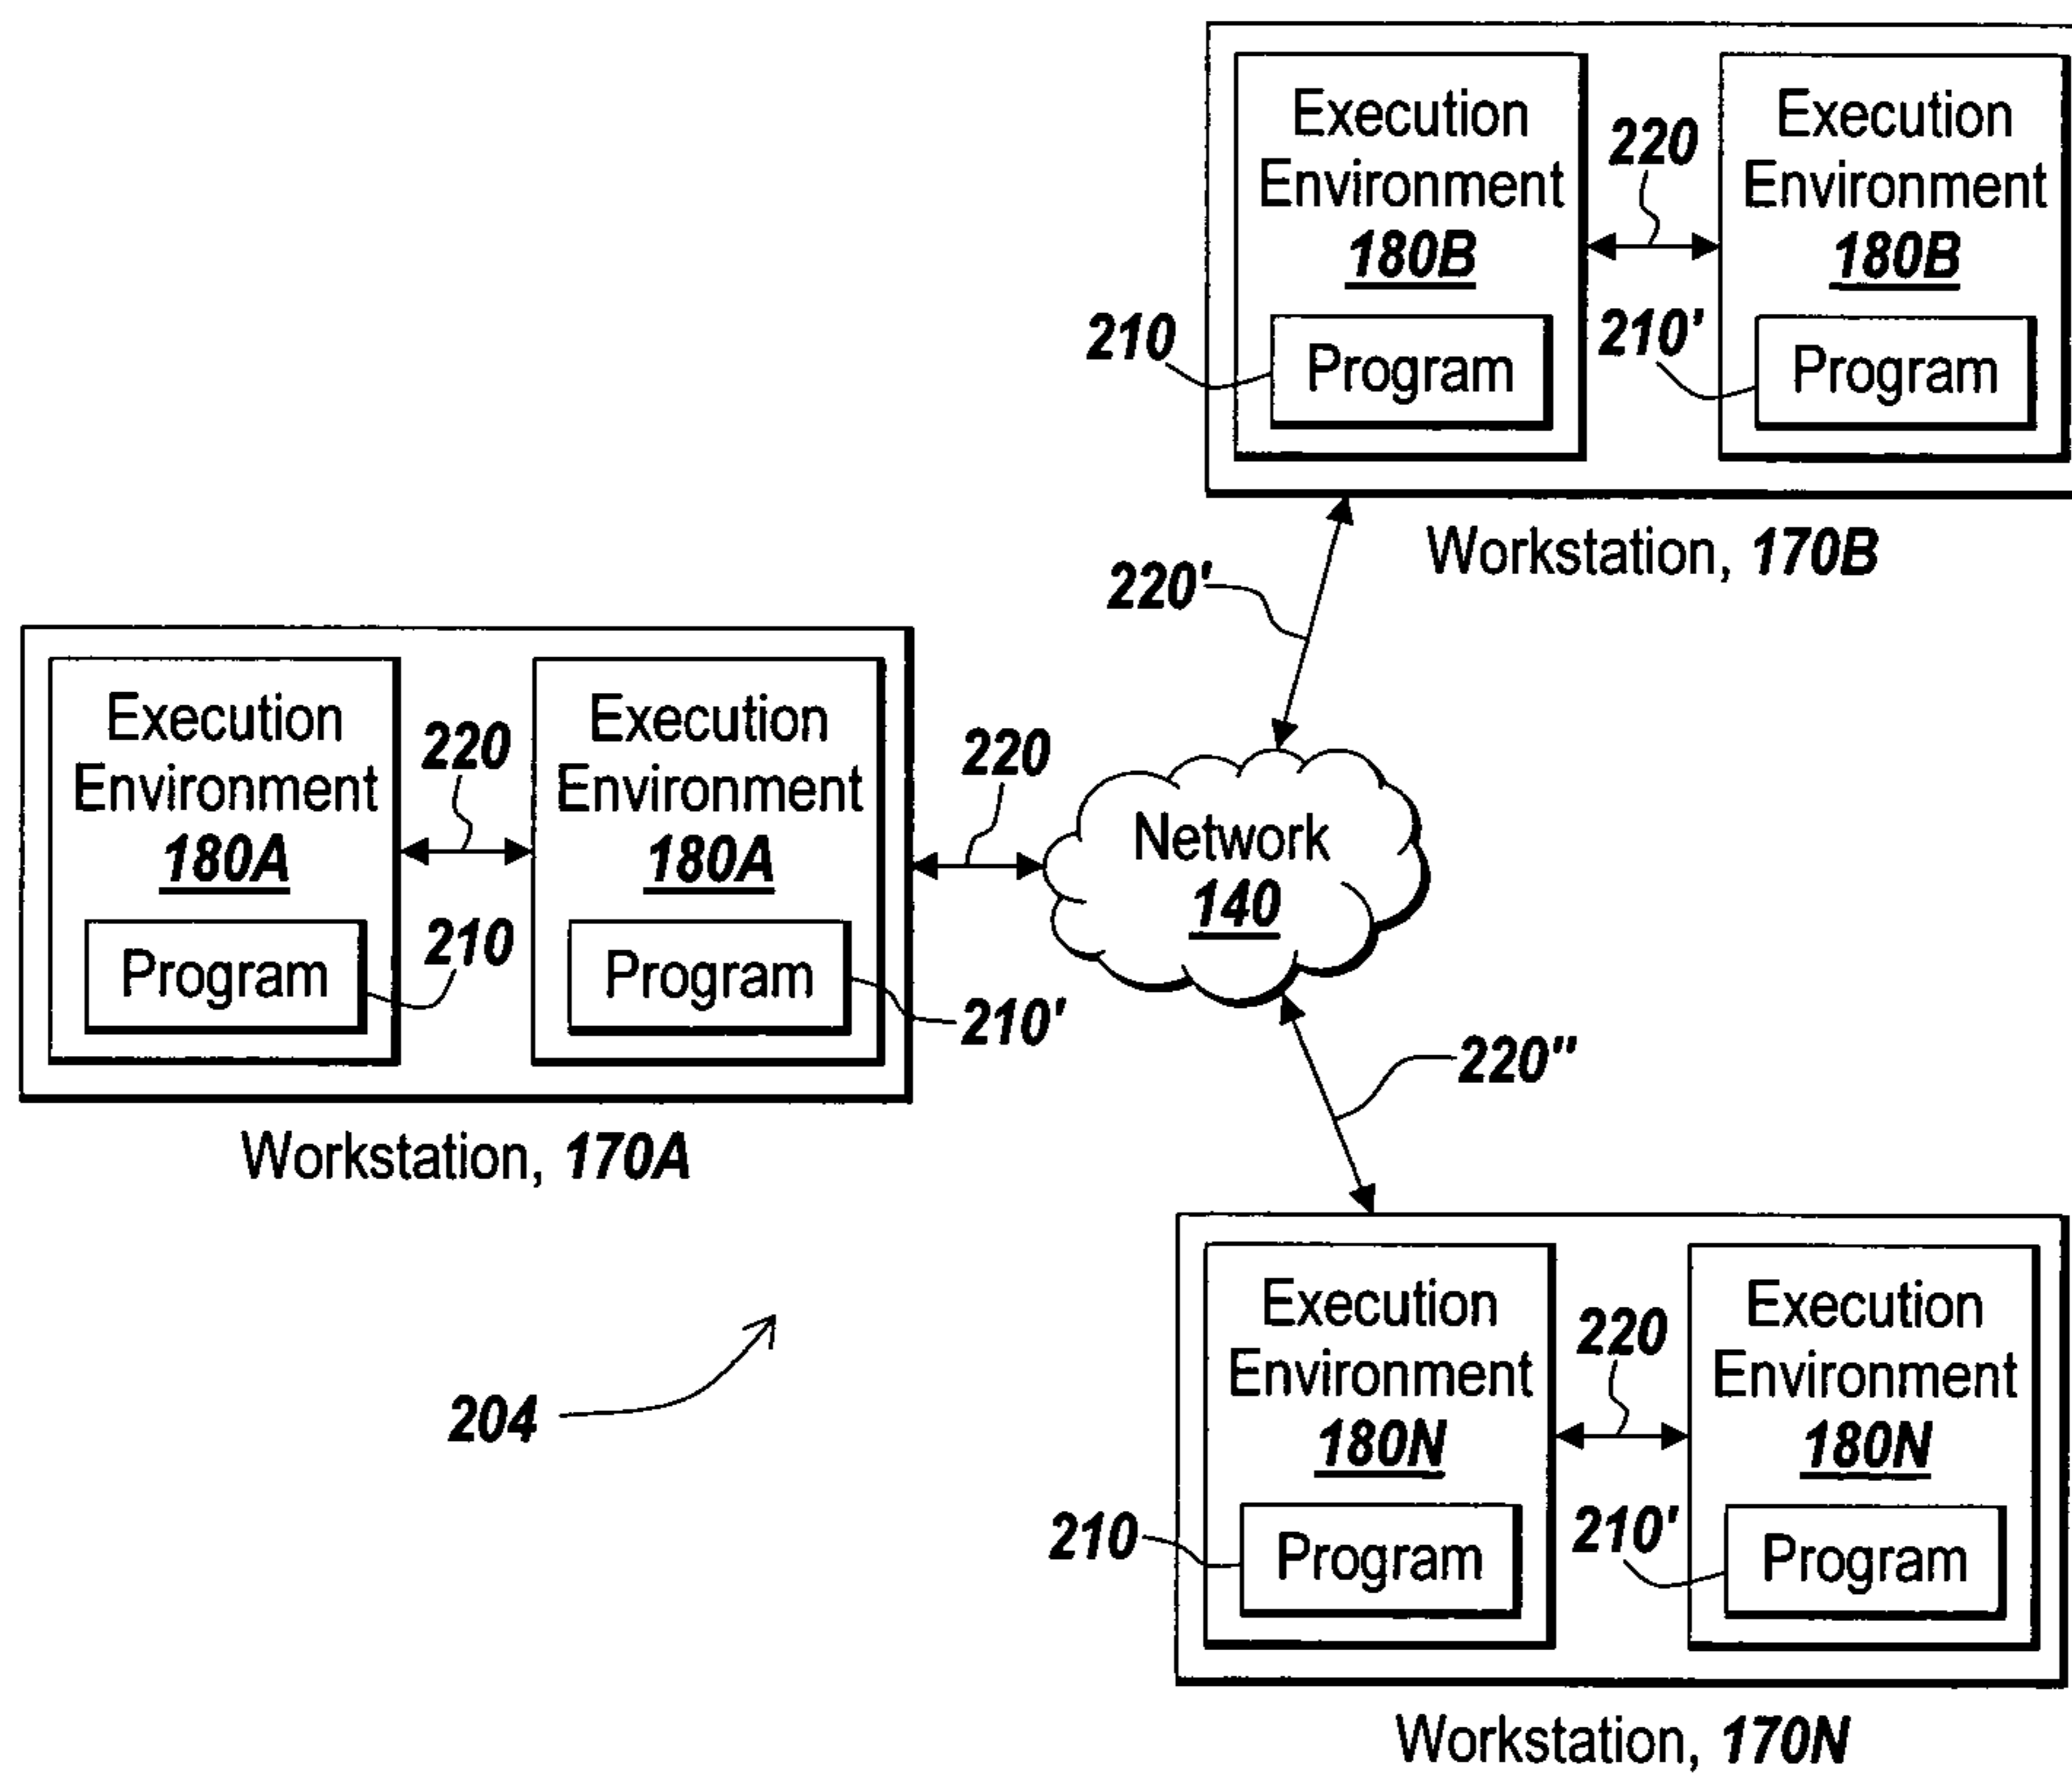 Execution
Environment
180B
220
Execution
Environment
180B
210
Program
210'
Program
Workstation, 170B
220'
Execution
Environment
180A
220
Execution
Environment
180A
220
Network
140
Program
210
Program
210'
Workstation, 170A
220"
204
Execution
Environment
180N
220
Execution
Environment
180N
210
Program
210'
Program
Workstation, 170N